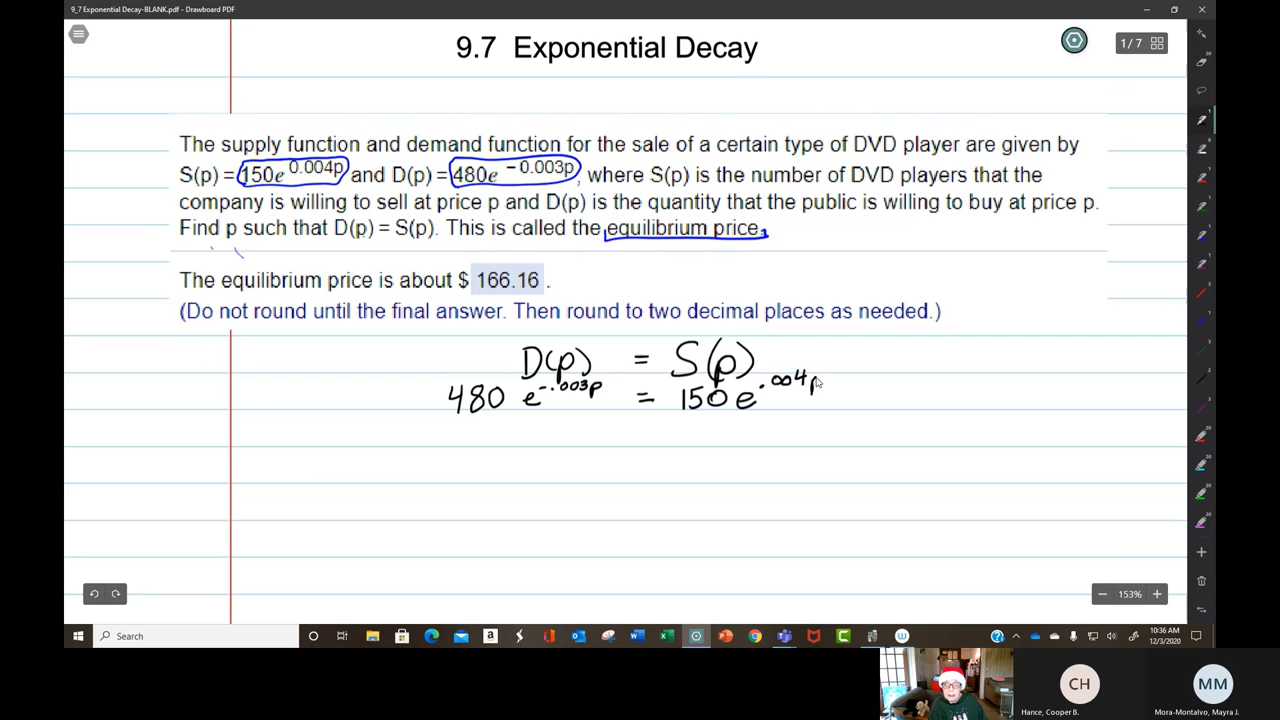 9_7 Exponential Decay-BLANK.pdf - Drawboard PDF
9.7 Exponential Decay
1/7
The supply function and demand function for the sale of a certain type of DVD player are given by
S(p) = 150e^0.004p and D(p) = 480e^−0.003p, where S(p) is the number of DVD players that the
company is willing to sell at price p and D(p) is the quantity that the public is willing to buy at price p.
Find p such that D(p) = S(p). This is called the equilibrium price.
The equilibrium price is about $ 166.16 .
(Do not round until the final answer. Then round to two decimal places as needed.)
D(p) = S(p)
480 e^-.003p = 150 e^.004p
153%
Search
10:36 AM
12/3/2020
CH
MM
Hance, Cooper B.
Mora-Montalvo, Mayra J.